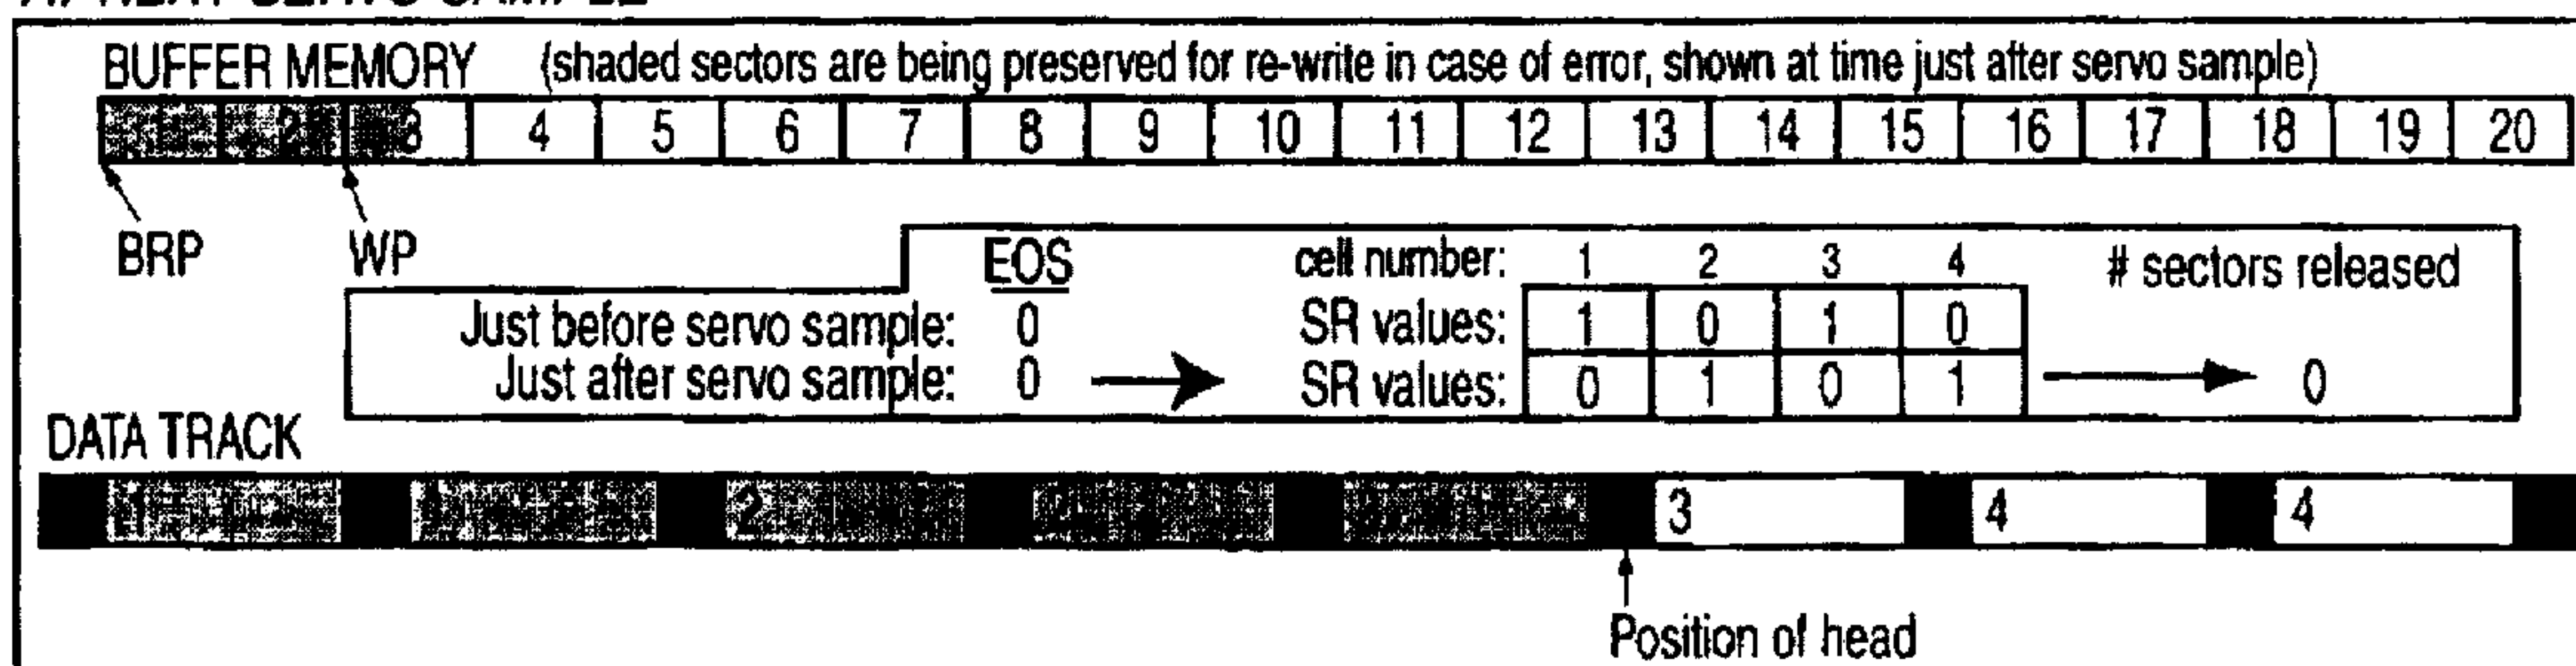 BUFFER MEMORY (shaded sectors are being preserved for re-write in case of error, shown at time just after servo sample)
1 2 3 4 5 6 7 8 9 10 11 12 13 14 15 16 17 18 19 20
BRP WP
EOS cell number: 1 2 3 4 # sectors released
Just before servo sample: 0 SR values: 1 0 1 0
Just after servo sample: 0 SR values: 0 1 0 1 0
DATA TRACK
1 2 3 4 4
Position of head